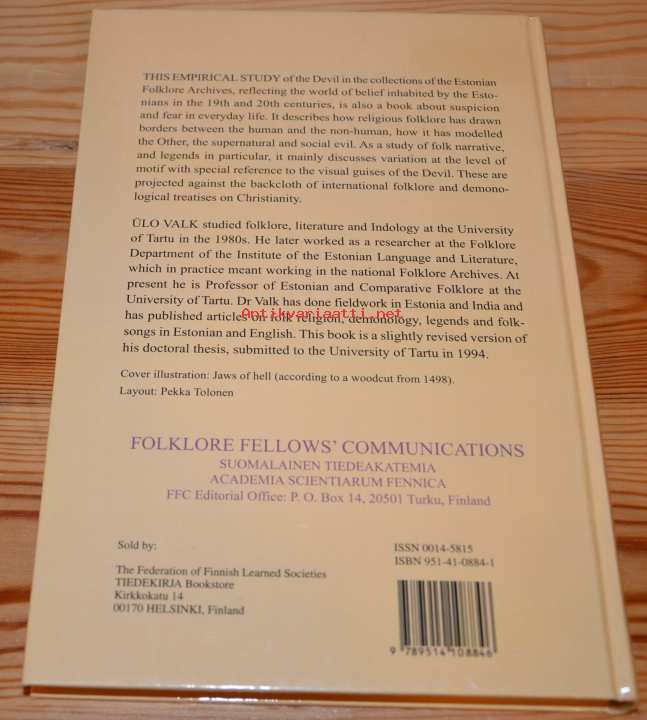 THIS EMPIRICAL STUDY of the Devil in the collections of the Estonian
Folklore Archives, reflecting the world of belief inhabited by the Esto-
nians in the 19th and 20th centuries, is also a book about suspicion
and fear in everyday life. It describes how religious folklore has drawn
borders between the human and the non-human, how it has modelled
the Other, the supernatural and social evil. As a study of folk narrative,
and legends in particular, it mainly discusses variation at the level of
motif with special reference to the visual guises of the Devil. These are
projected against the backcloth of international folklore and demono-
logical treatises on Christianity.
ÜLO VALK studied folklore, literature and Indology at the University
of Tartu in the 1980s. He later worked as a researcher at the Folklore
Department of the Institute of the Estonian Language and Literature,
which in practice meant working in the national Folklore Archives. At
present he is Professor of Estonian and Comparative Folklore at the
University of Tartu. Dr Valk has done fieldwork in Estonia and India and
has published articles on folk religion, demonology, legends and folk-
Antikvariaatti.net
songs in Estonian and English. This book is a slightly revised version of
his doctoral thesis, submitted to the University of Tartu in 1994.
Cover illustration: Jaws of hell (according to a woodcut from 1498).
Layout: Pekka Tolonen
FOLKLORE FELLOWS' COMMUNICATIONS
SUOMALAINEN TIEDEAKATEMIA
ACADEMIA SCIENTIARUM FENNICA
FFC Editorial Office: P. O. Box 14, 20501 Turku, Finland
Sold by:
The Federation of Finnish Learned Societies
TIEDEKIRJA Bookstore
Kirkkokatu 14
00170 HELSINKI, Finland
ISSN 0014-5815
ISBN 951-41-0884-1
9 789514 108846